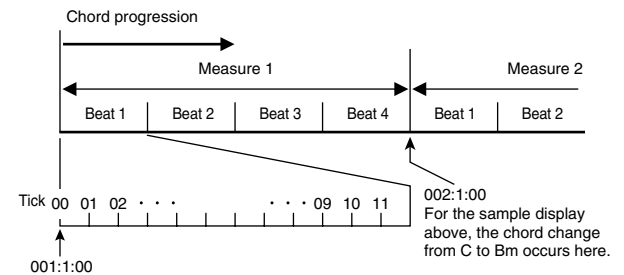 Chord progression
Measure 1
Measure 2
Beat 1
Beat 2
Beat 3
Beat 4
Beat 1
Beat 2
Tick 00 01 02 · · · · · · 09 10 11
001:1:00
002:1:00
For the sample display
above, the chord change
from C to Bm occurs here.